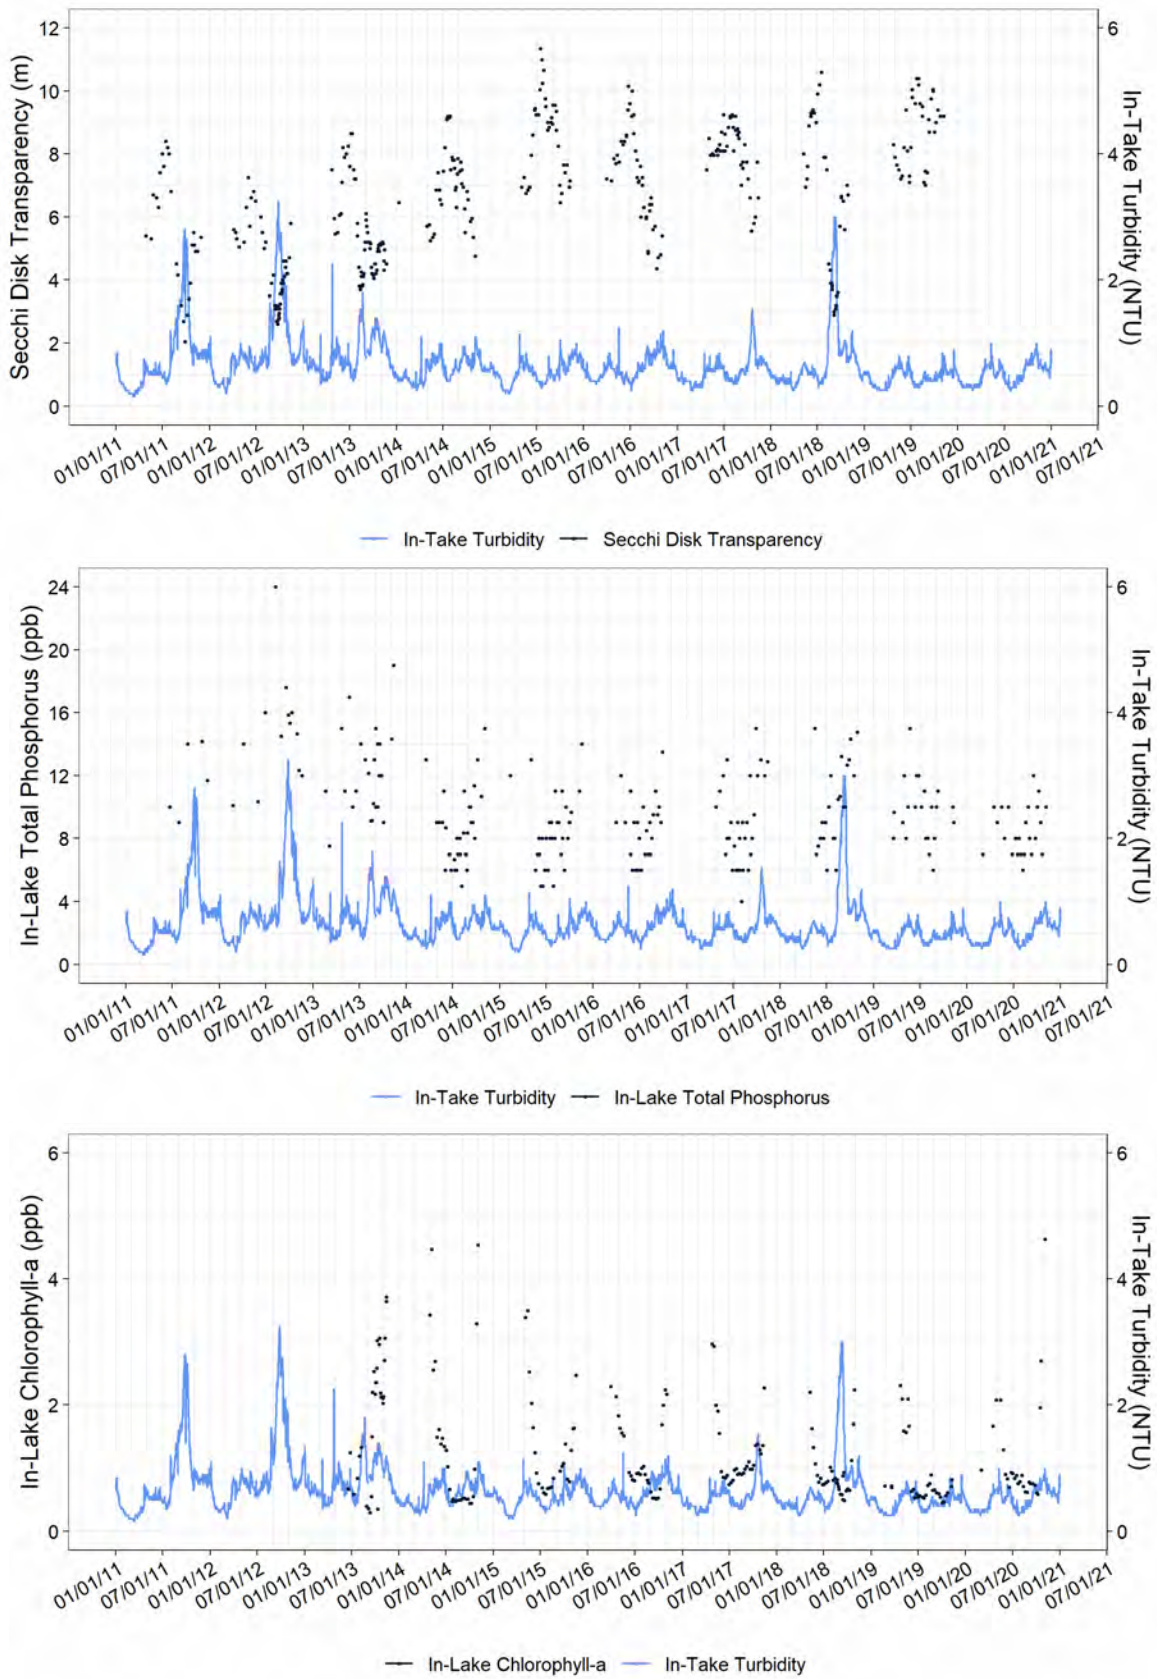 12
10
8
6
4
2
0
Secchi Disk Transparency (m)
6
4
2
0
In-Take Turbidity (NTU)
01/01/11 07/01/11 01/01/12 07/01/12 01/01/13 07/01/13 01/01/14 07/01/14 01/01/15 07/01/15 01/01/16 07/01/16 01/01/17 07/01/17 01/01/18 07/01/18 01/01/19 07/01/19 01/01/20 07/01/20 01/01/21 07/01/21
In-Take Turbidity Secchi Disk Transparency
24
20
16
12
8
4
0
In-Lake Total Phosphorus (ppb)
6
4
2
0
In-Take Turbidity (NTU)
01/01/11 07/01/11 01/01/12 07/01/12 01/01/13 07/01/13 01/01/14 07/01/14 01/01/15 07/01/15 01/01/16 07/01/16 01/01/17 07/01/17 01/01/18 07/01/18 01/01/19 07/01/19 01/01/20 07/01/20 01/01/21 07/01/21
In-Take Turbidity In-Lake Total Phosphorus
6
4
2
0
In-Lake Chlorophyll-a (ppb)
6
4
2
0
In-Take Turbidity (NTU)
01/01/11 07/01/11 01/01/12 07/01/12 01/01/13 07/01/13 01/01/14 07/01/14 01/01/15 07/01/15 01/01/16 07/01/16 01/01/17 07/01/17 01/01/18 07/01/18 01/01/19 07/01/19 01/01/20 07/01/20 01/01/21 07/01/21
In-Lake Chlorophyll-a In-Take Turbidity